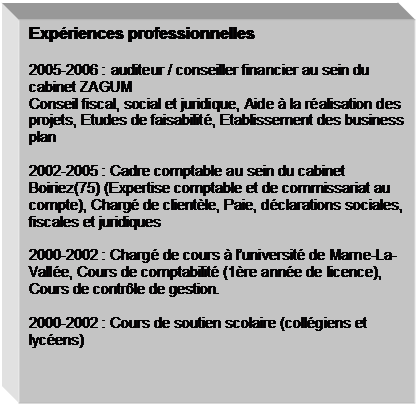 Expériences professionnelles
2005-2006 : auditeur / conseiller financier au sein du
cabinet ZAGUM
Conseil fiscal, social et juridique, Aide à la réalisation des
projets, Etudes de faisabilité, Etablissement des business
plan
2002-2005 : Cadre comptable au sein du cabinet
Boiriez(75) (Expertise comptable et de commissariat au
compte), Chargé de clientèle, Paie, déclarations sociales,
fiscales et juridiques
2000-2002 : Chargé de cours à l'université de Marne-La-
Vallée, Cours de comptabilité (1ère année de licence),
Cours de contrôle de gestion.
2000-2002 : Cours de soutien scolaire (collégiens et
lycéens)